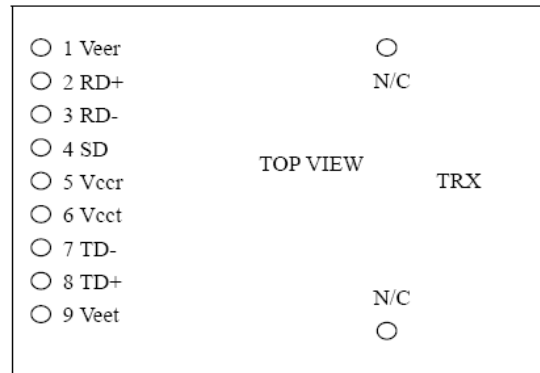 1 Veer
2 RD+
3 RD-
4 SD
5 Vccr
6 Vcct
7 TD-
8 TD+
9 Veet
N/C
TOP VIEW
TRX
N/C